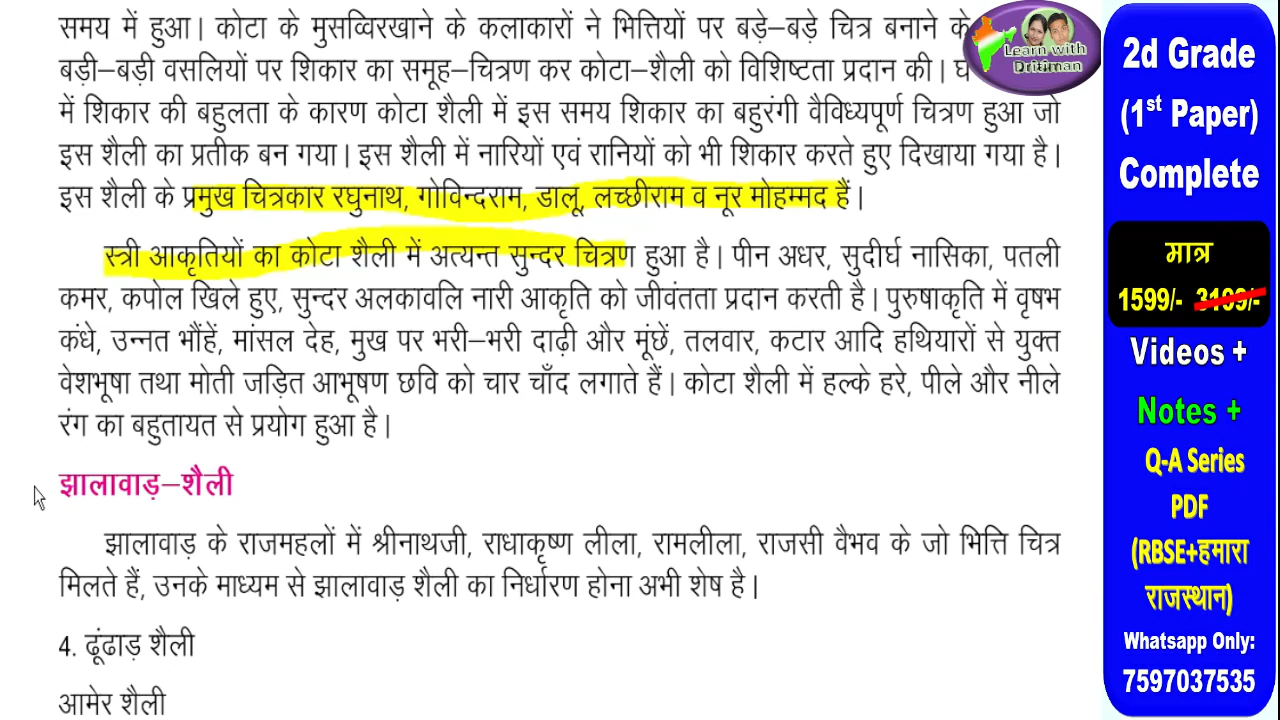 समय में हुआ। कोटा के मुसव्विरखाने के कलाकारों ने भित्तियों पर बड़े–बड़े चित्र बनाने के
बड़ी–बड़ी वसलियों पर शिकार का समूह–चित्रण कर कोटा–शैली को विशिष्टता प्रदान की।
में शिकार की बहुलता के कारण कोटा शैली में इस समय शिकार का बहुरंगी वैविध्यपूर्ण चित्रण हुआ जो
इस शैली का प्रतीक बन गया। इस शैली में नारियों एवं रानियों को भी शिकार करते हुए दिखाया गया है।
इस शैली के प्रमुख चित्रकार रघुनाथ, गोविन्दराम, डालू, लच्छीराम व नूर मोहम्मद हैं।
स्त्री आकृतियों का कोटा शैली में अत्यन्त सुन्दर चित्रण हुआ है। पीन अधर, सुदीर्घ नासिका, पतली
कमर, कपोल खिले हुए, सुन्दर अलकावलि नारी आकृति को जीवंतता प्रदान करती है। पुरुषाकृति में वृषभ
कंधे, उन्नत भौंहें, मांसल देह, मुख पर भरी–भरी दाढ़ी और मूंछें, तलवार, कटार आदि हथियारों से युक्त
वेशभूषा तथा मोती जड़ित आभूषण छवि को चार चाँद लगाते हैं। कोटा शैली में हल्के हरे, पीले और नीले
रंग का बहुतायत से प्रयोग हुआ है।
झालावाड़–शैली
झालावाड़ के राजमहलों में श्रीनाथजी, राधाकृष्ण लीला, रामलीला, राजसी वैभव के जो भित्ति चित्र
मिलते हैं, उनके माध्यम से झालावाड़ शैली का निर्धारण होना अभी शेष है।
4. ढूंढाड़ शैली
आमेर शैली
Learn with
2d Grade
(1st Paper)
Complete
मात्र
1599/- 3199/-
Videos +
Notes +
Q-A Series
PDF
(RBSE+हमारा
राजस्थान)
Whatsapp Only:
7597037535